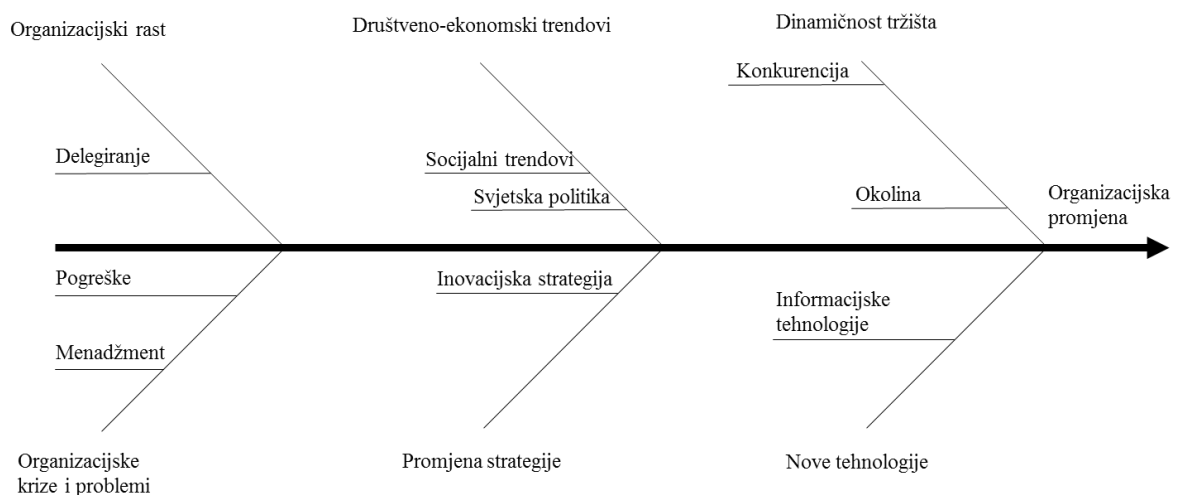 Organizacijski rast
Društveno-ekonomski trendovi
Dinamičnost tržišta
Konkurencija
Delegiranje
Socijalni trendovi
Svjetska politika
Okolina
Organizacijska
promjena
Pogreške
Inovacijska strategija
Informacijske
tehnologije
Menadžment
Organizacijske
krize i problemi
Promjena strategije
Nove tehnologije